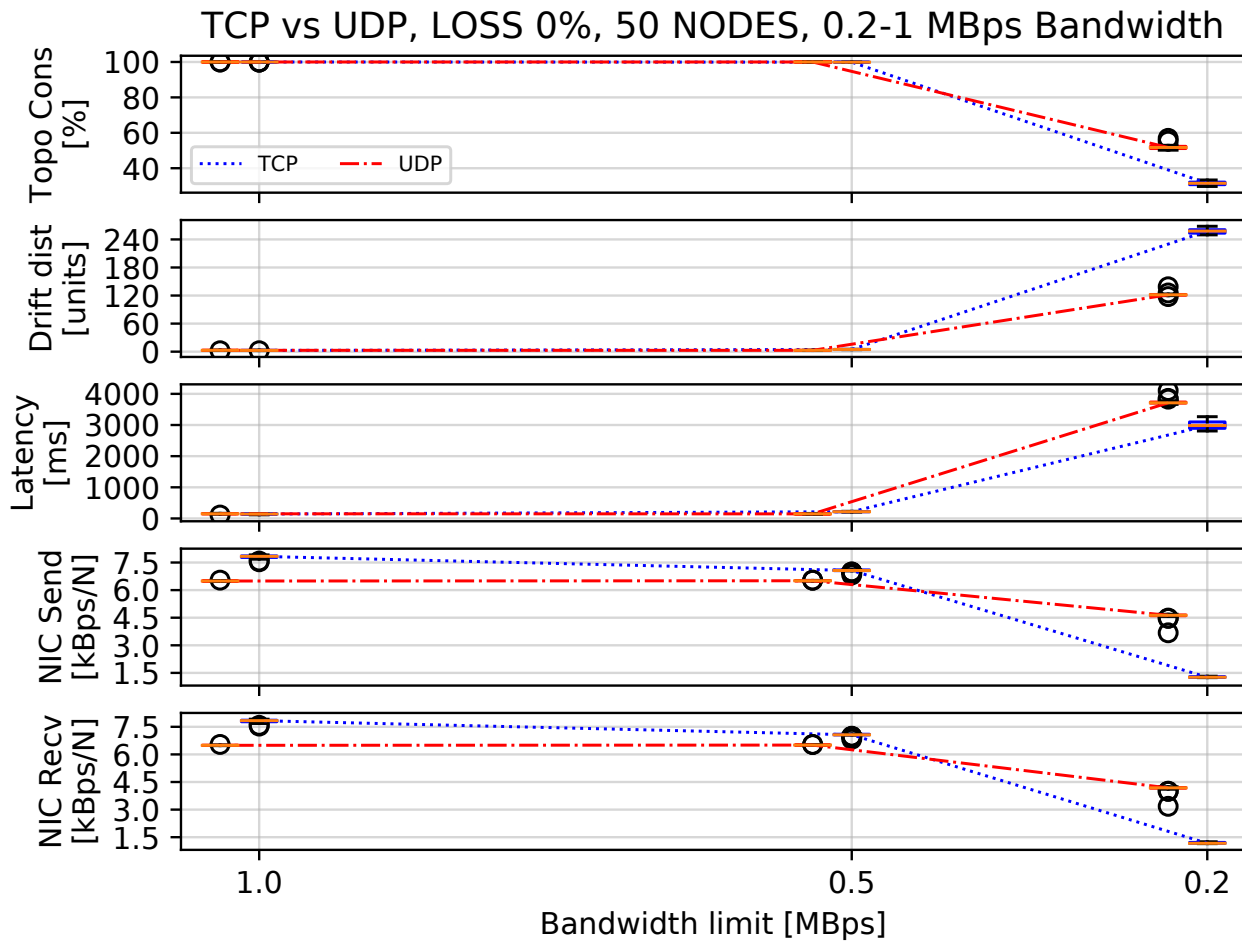 TCP vs UDP, LOSS 0%, 50 NODES, 0.2-1 MBps Bandwidth
Topo Cons
[%]
100
80
60
40
TCP
UDP
Drift dist
[units]
240
180
120
60
0
Latency
[ms]
4000
3000
2000
1000
0
NIC Send
[kBps/N]
7.5
6.0
4.5
3.0
1.5
NIC Recv
[kBps/N]
7.5
6.0
4.5
3.0
1.5
1.0
0.5
0.2
Bandwidth limit [MBps]